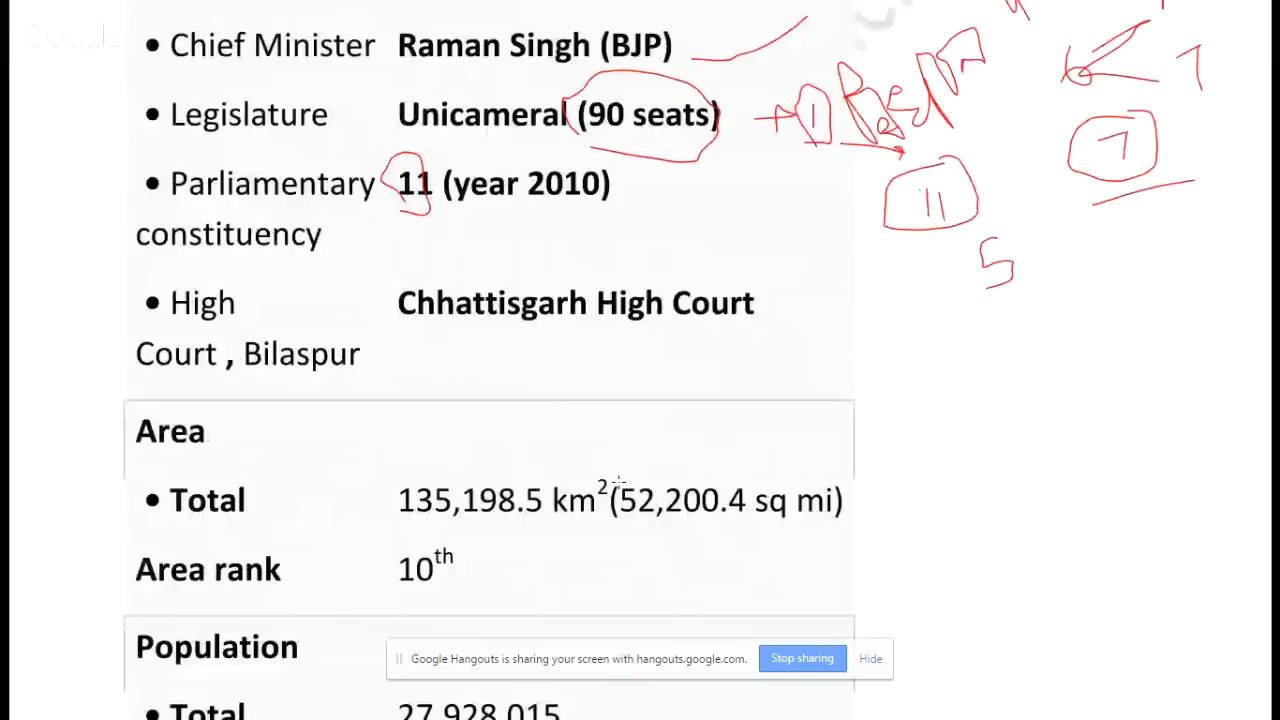 • Chief Minister Raman Singh (BJP)
• Legislature Unicameral (90 seats)
• Parliamentary 11 (year 2010)
constituency
• High Chhattisgarh High Court
Court , Bilaspur
Area
• Total 135,198.5 km²(52,200.4 sq mi)
Area rank 10th
Population
Google Hangouts is sharing your screen with hangouts.google.com. Stop sharing Hide
• Total 27,928,015
1
7
7
11
5